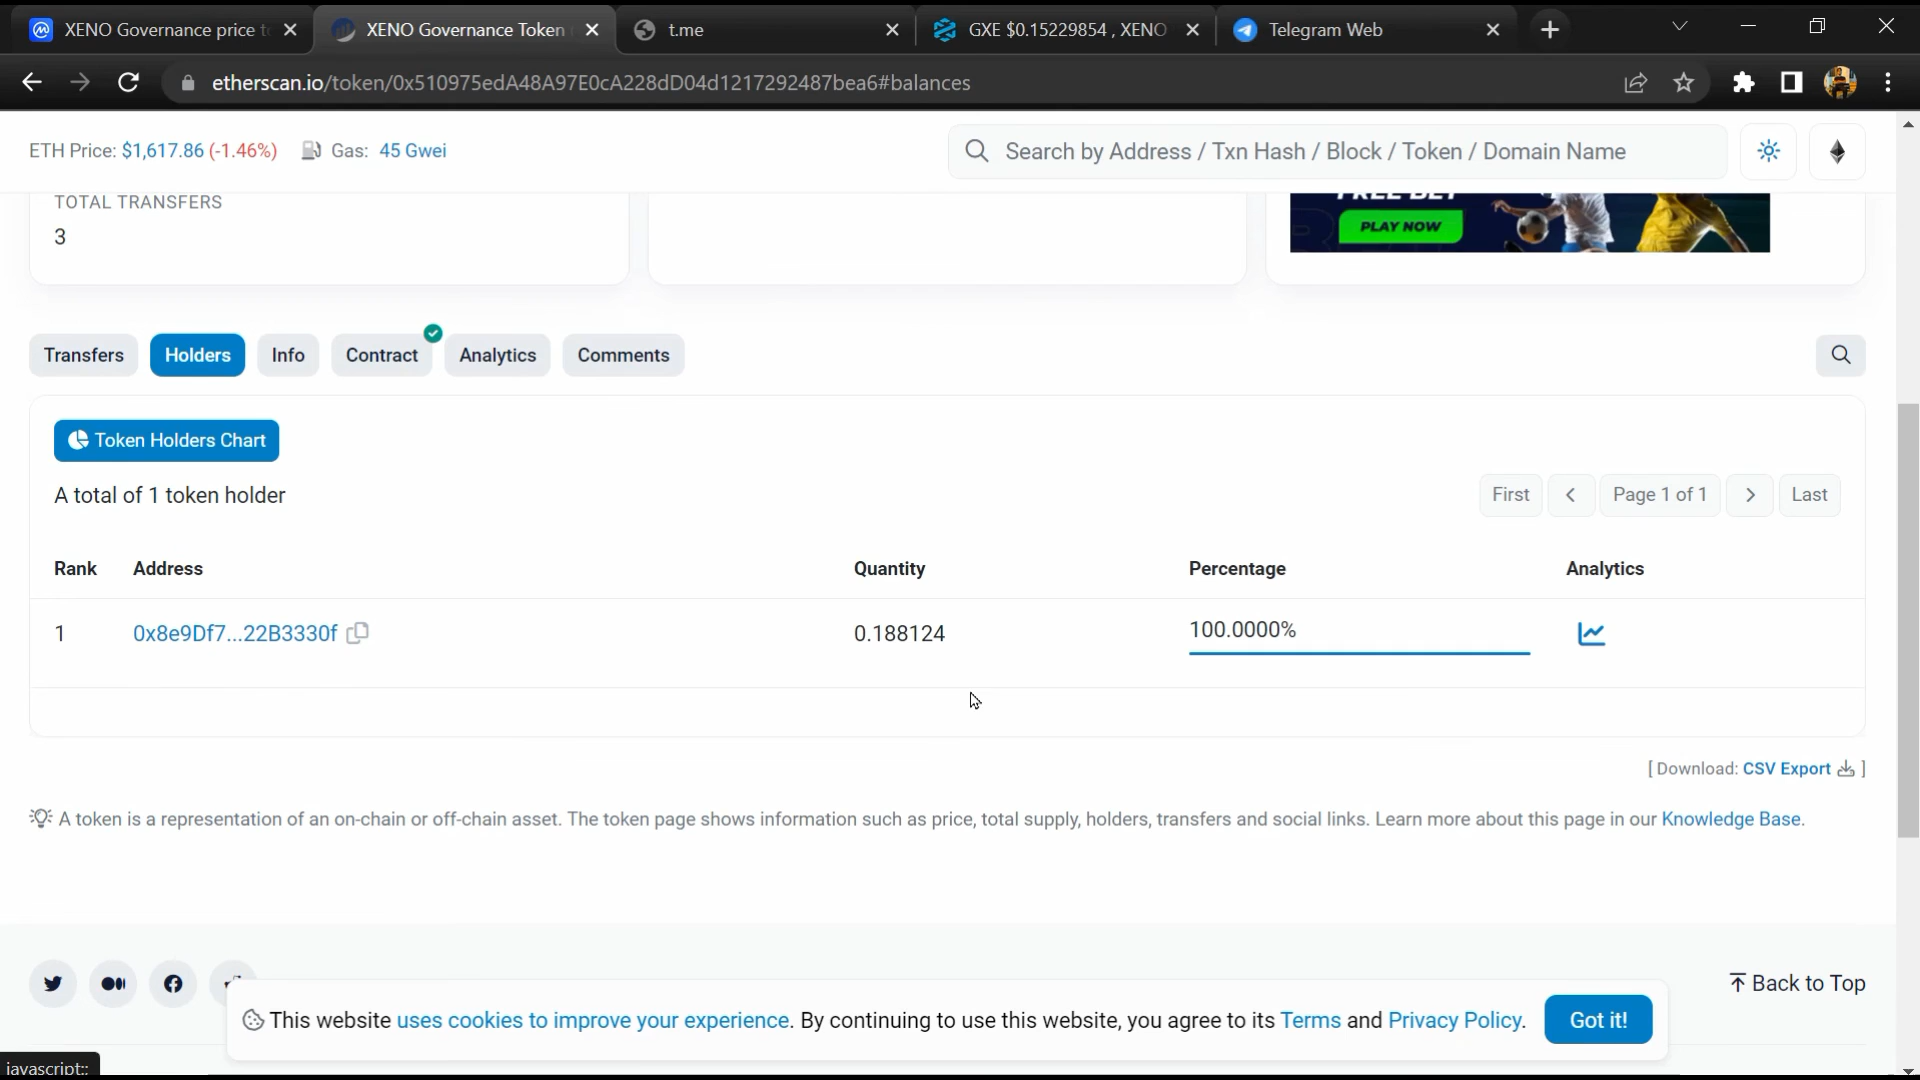 XENO Governance price t
XENO Governance Token
t.me
GXE $0.15229854 , XENO
Telegram Web
etherscan.io/token/0x510975edA48A97E0cA228dD04d1217292487bea6#balances
ETH Price: $1,617.86 (-1.46%) Gas: 45 Gwei
Search by Address / Txn Hash / Block / Token / Domain Name
TOTAL TRANSFERS
3
FREE BET
PLAY NOW
Transfers Holders Info Contract Analytics Comments
Token Holders Chart
A total of 1 token holder
First Page 1 of 1 Last
Rank Address Quantity Percentage Analytics
1 0x8e9Df7...22B3330f 0.188124 100.0000%
[ Download: CSV Export ]
A token is a representation of an on-chain or off-chain asset. The token page shows information such as price, total supply, holders, transfers and social links. Learn more about this page in our Knowledge Base.
Back to Top
This website uses cookies to improve your experience. By continuing to use this website, you agree to its Terms and Privacy Policy.
Got it!
javascript:;